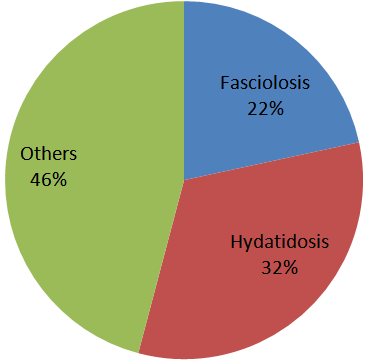 Fasciolosis
22%
Others
46%
Hydatidosis
32%